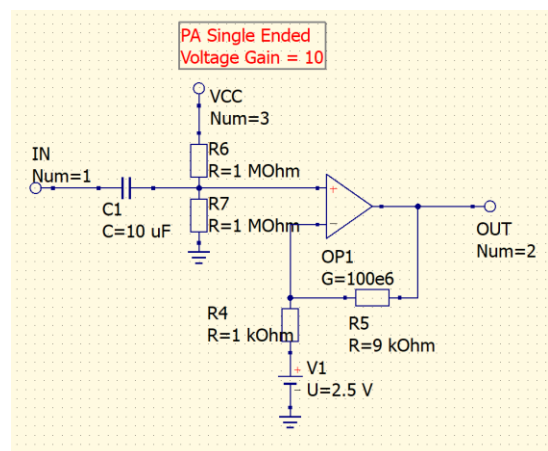 PA Single Ended
Voltage Gain = 10
VCC
Num=3
R6
R=1 MOhm
IN
Num=1
C1
C=10 uF
R7
R=1 MOhm
+
-
OP1
G=100e6
OUT
Num=2
R4
R=1 kOhm
R5
R=9 kOhm
+
V1
-
U=2.5 V